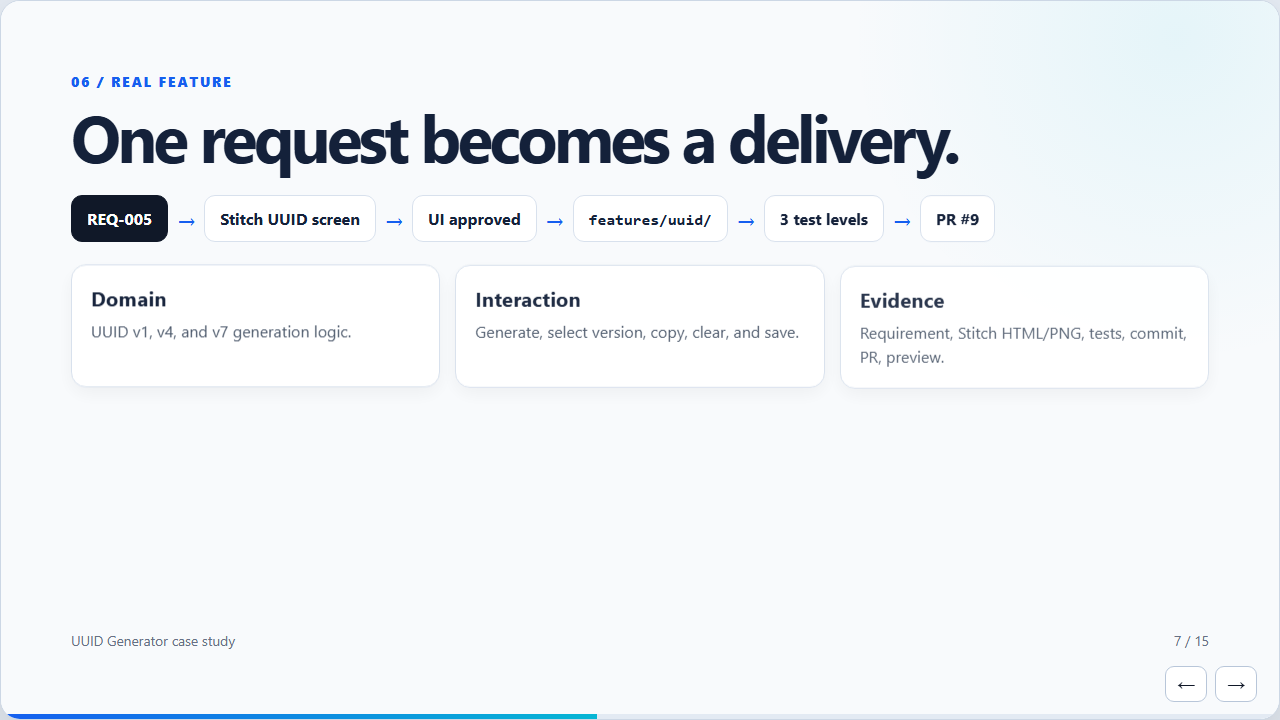 06 / REAL FEATURE
One request becomes a delivery.
REQ-005 → Stitch UUID screen → UI approved → features/uuid/ → 3 test levels → PR #9
Domain
UUID v1, v4, and v7 generation logic.
Interaction
Generate, select version, copy, clear, and save.
Evidence
Requirement, Stitch HTML/PNG, tests, commit,
PR, preview.
UUID Generator case study
7 / 15
← →